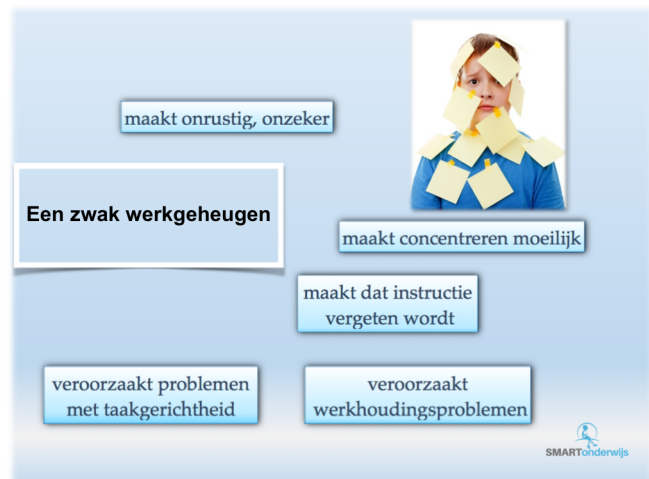 maakt onrustig, onzeker
Een zwak werkgeheugen
maakt concentreren moeilijk
maakt dat instructie
vergeten wordt
veroorzaakt problemen
met taakgerichtheid
veroorzaakt
werkhoudingsproblemen
SMARTonderwijs